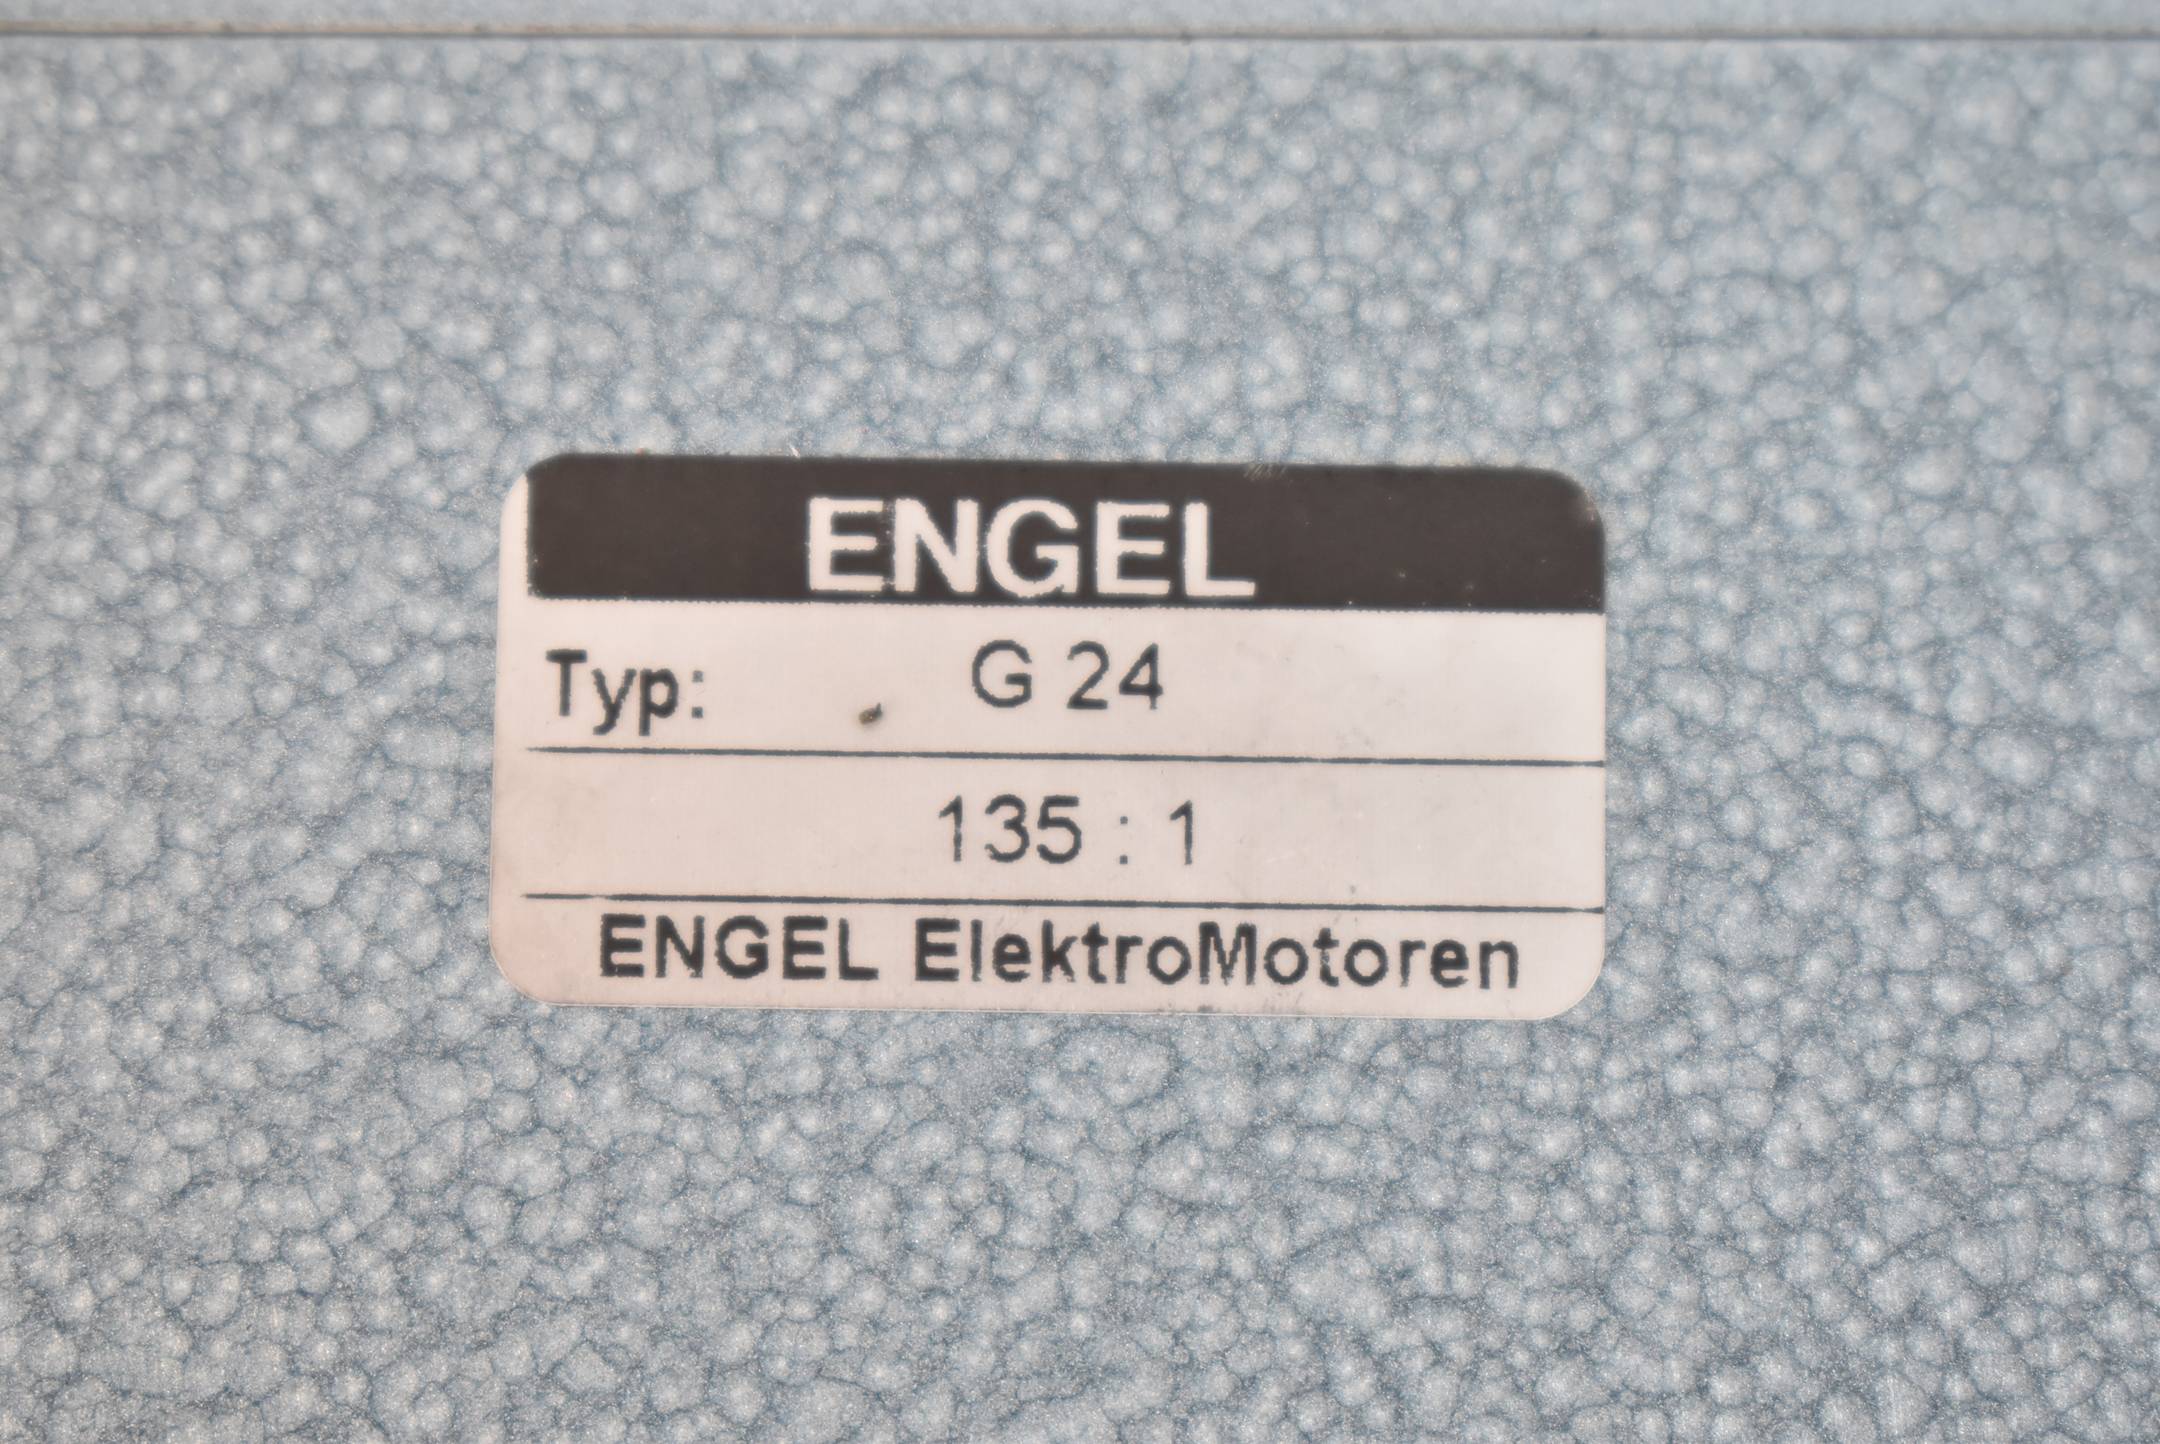 ENGEL
Typ: G 24
135 : 1
ENGEL ElektroMotoren